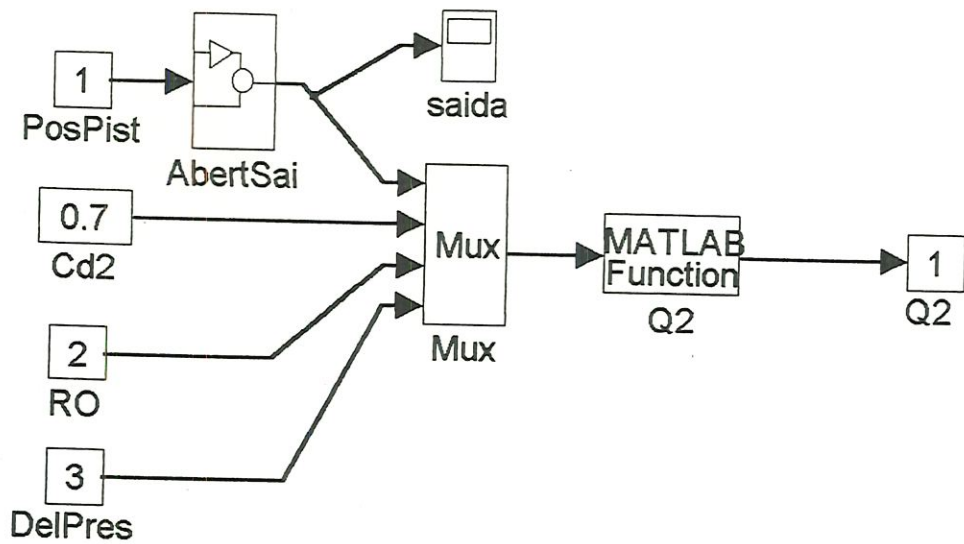 1
PosPist
AbertSai
saida
0.7
Cd2
Mux
Mux
MATLAB
Function
Q2
1
Q2
2
RO
3
DelPres